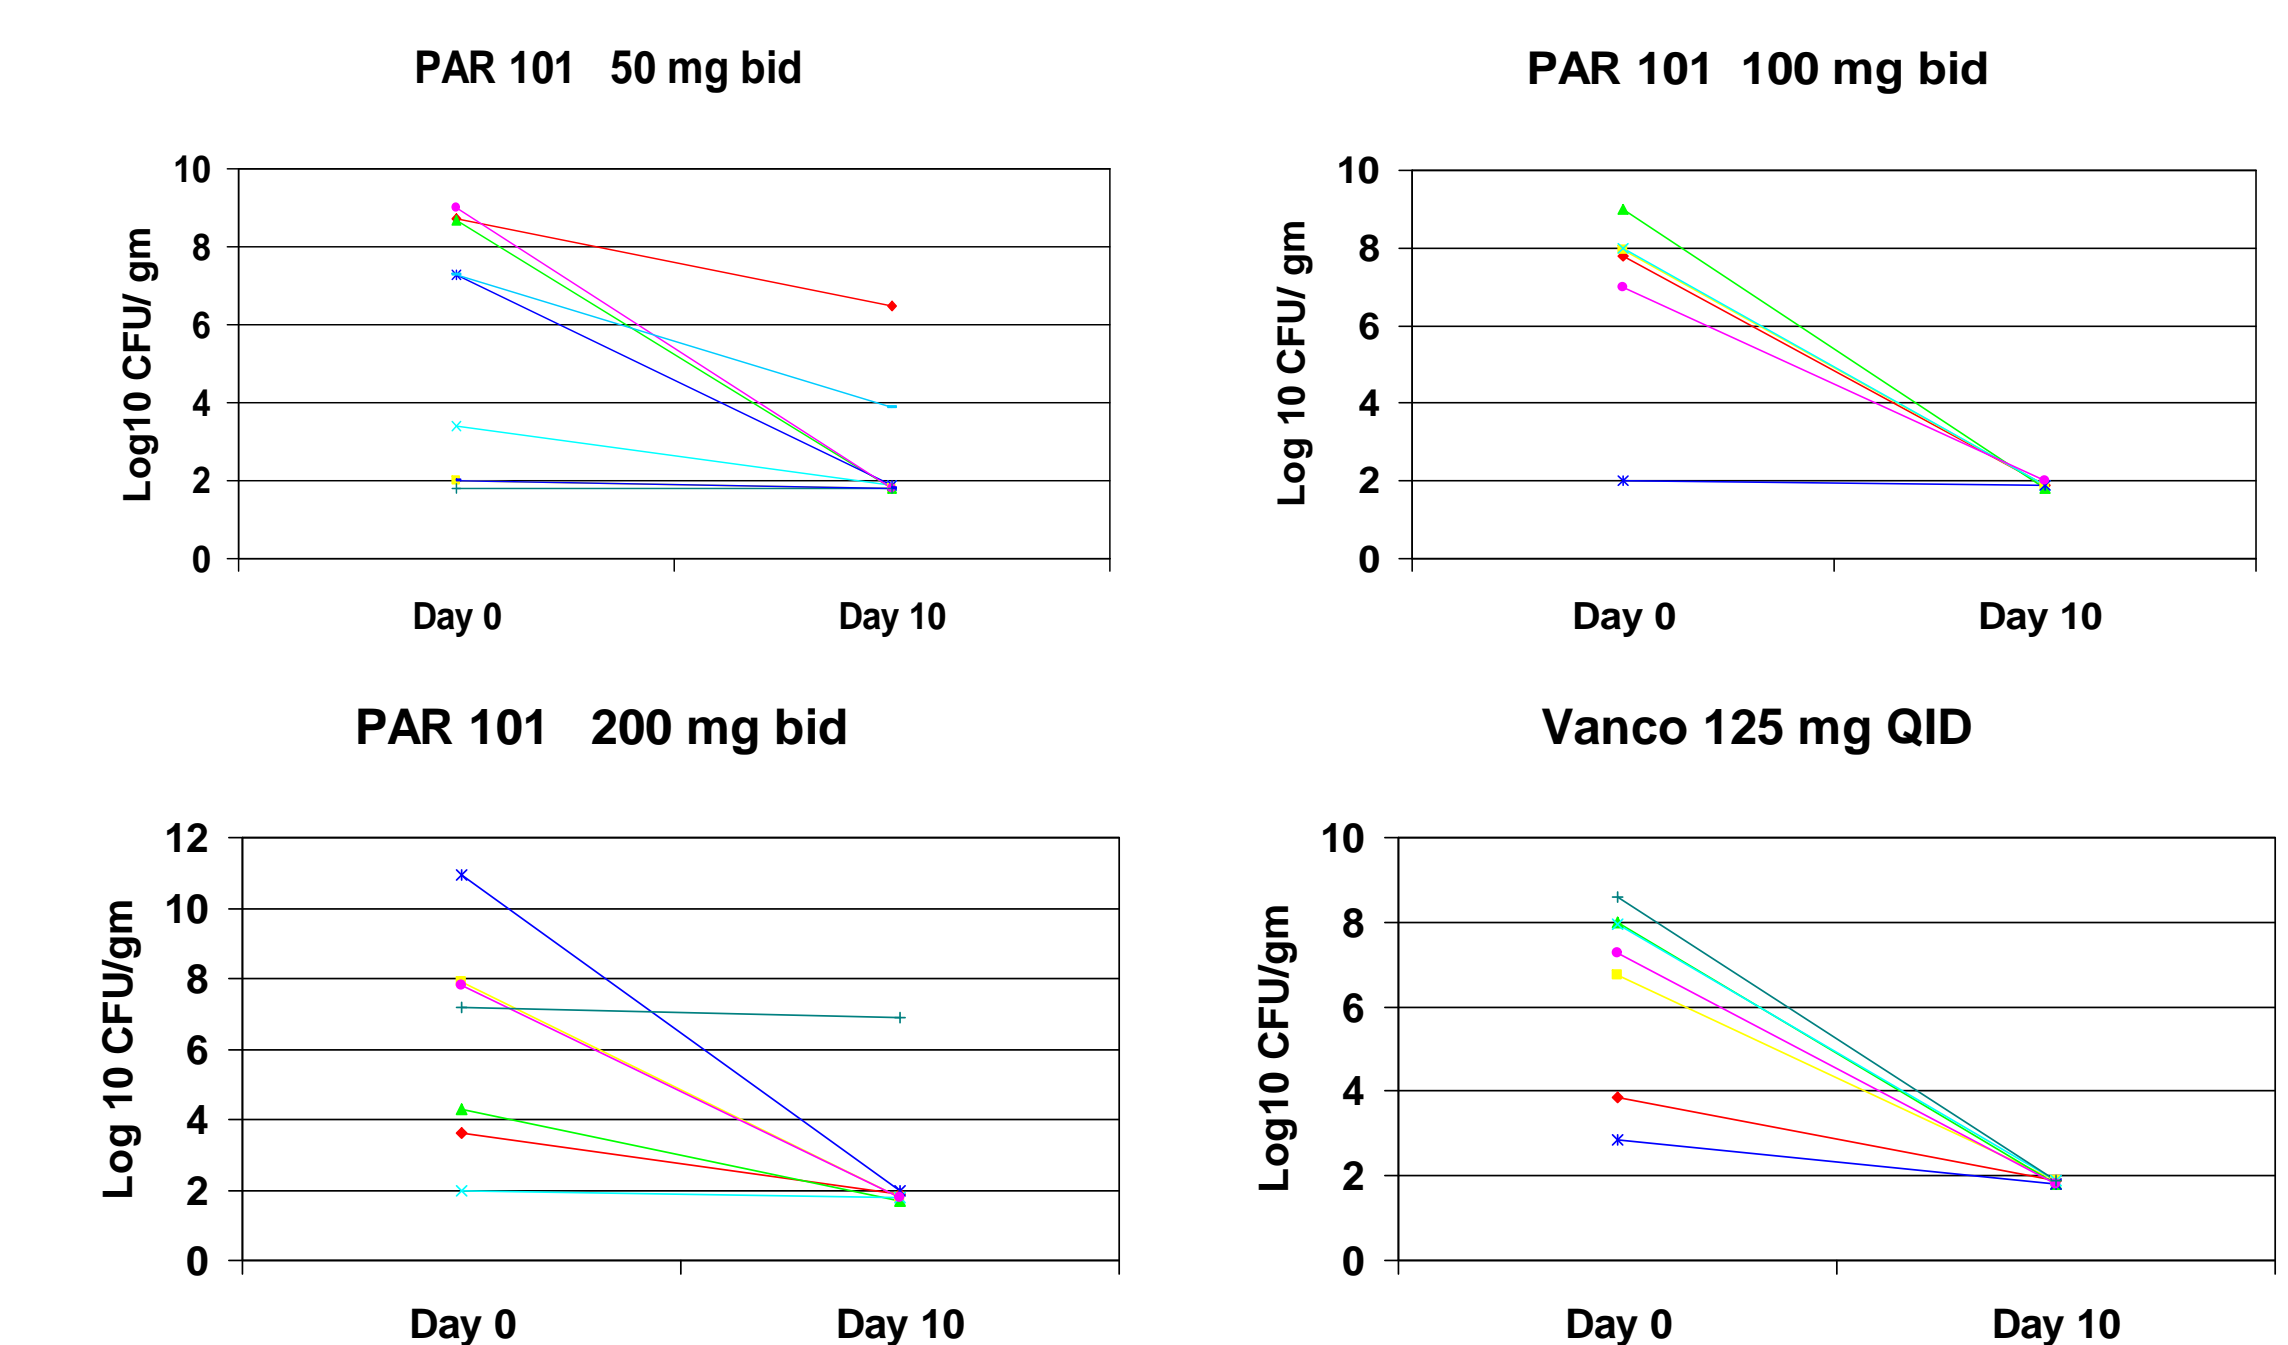 PAR 101 50 mg bid
Log10 CFU/ gm
10
8
6
4
2
0
Day 0 Day 10
PAR 101 100 mg bid
Log 10 CFU/ gm
10
8
6
4
2
0
Day 0 Day 10
PAR 101 200 mg bid
Log 10 CFU/gm
12
10
8
6
4
2
0
Day 0 Day 10
Vanco 125 mg QID
Log10 CFU/gm
10
8
6
4
2
0
Day 0 Day 10